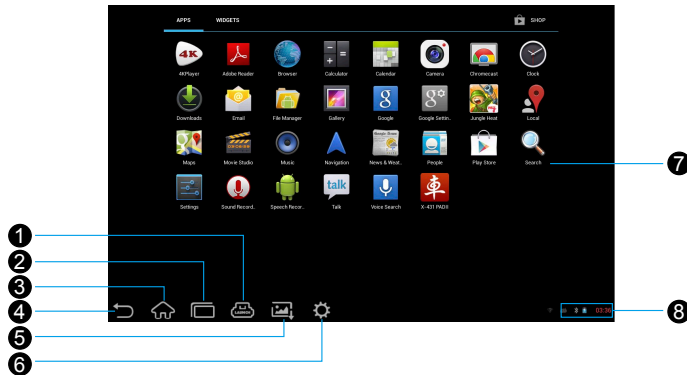 APPS WIDGETS SHOP
4K
4KPlayer Adobe Reader Browser Calculator Calendar Camera Chromecast Clock
8 8
Downloads Email File Manager Gallery Google Google Settin.. Jungle Heat Local
Maps Movie Studio Music Navigation News & Weat.. People Play Store Search
talk 車
Settings Sound Record.. Speech Recor.. Talk Voice Search X-431 PADII
1
2
3
4
LAUNCH
03:36
5
6
7
8